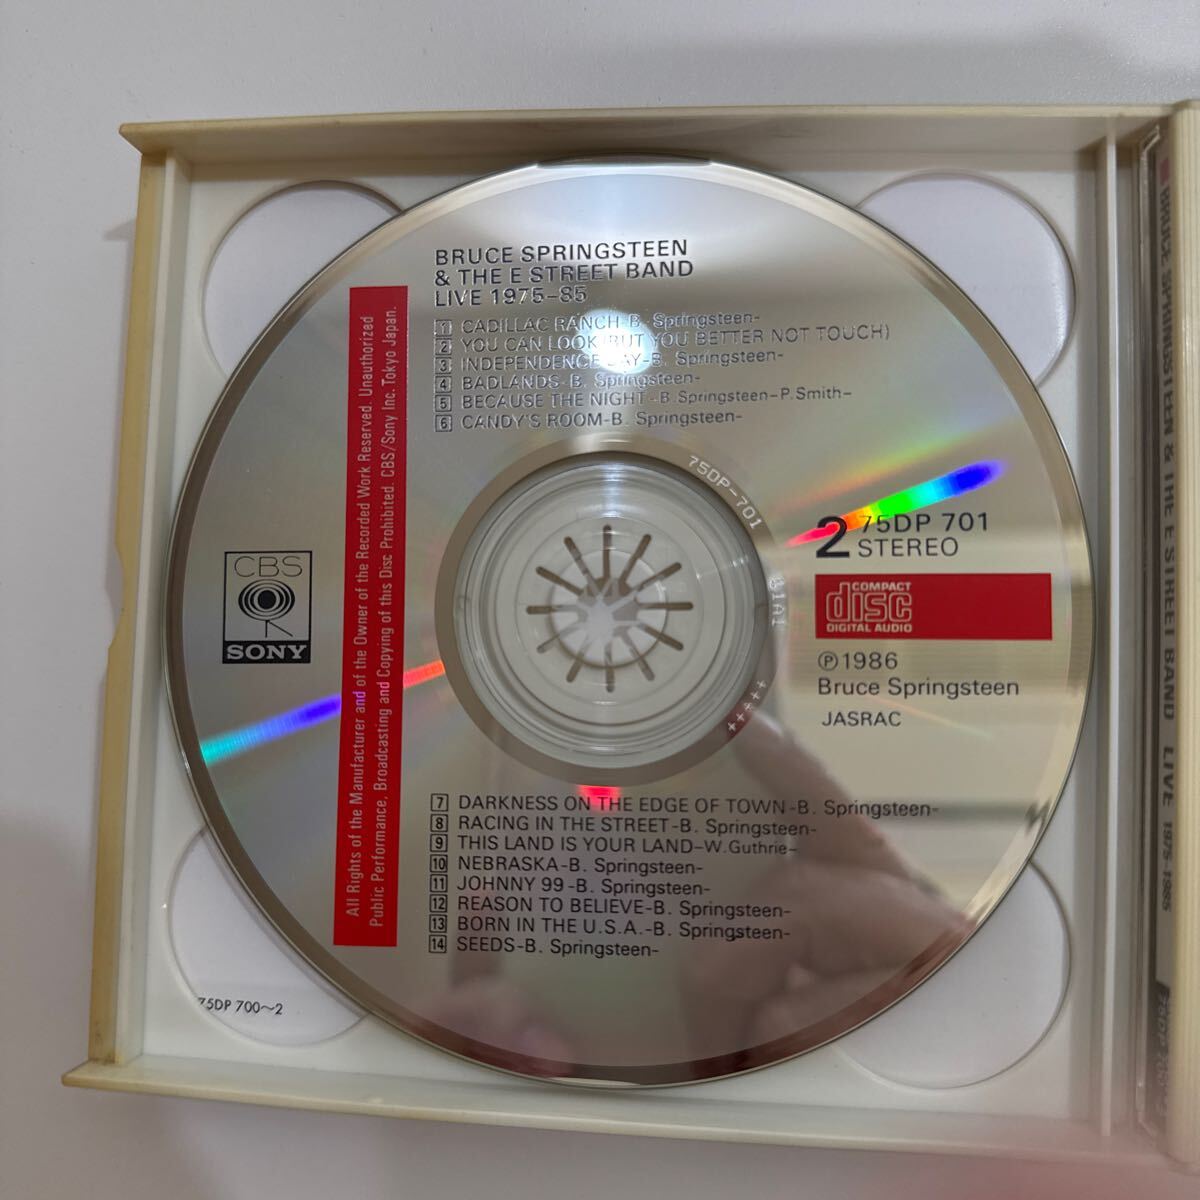 BRUCE SPRINGSTEEN
& THE E STREET BAND
LIVE 1975-85
1 CADILLAC RANCH-B. Springsteen-
2 YOU CAN LOOK(BUT YOU BETTER NOT TOUCH)
3 INDEPENDENCE DAY-B. Springsteen-
4 BADLANDS-B. Springsteen-
5 BECAUSE THE NIGHT-B.Springsteen-P.Smith-
6 CANDY'S ROOM-B. Springsteen-
All Rights of the Manufacturer and of the Owner of the Recorded Work Reserved. Unauthorized
Public Performance, Broadcasting and Copying of this Disc Prohibited. CBS/Sony Inc. Tokyo Japan.
CBS
SONY
75DP-701
81A1
+++++
2 75DP 701
STEREO
COMPACT
disc
DIGITAL AUDIO
℗1986
Bruce Springsteen
JASRAC
7 DARKNESS ON THE EDGE OF TOWN-B. Springsteen-
8 RACING IN THE STREET-B. Springsteen-
9 THIS LAND IS YOUR LAND-W.Guthrie-
10 NEBRASKA-B. Springsteen-
11 JOHNNY 99-B. Springsteen-
12 REASON TO BELIEVE-B. Springsteen-
13 BORN IN THE U.S.A.-B. Springsteen-
14 SEEDS-B. Springsteen-
75DP 700~2
BRUCE SPRINGSTEEN & THE E STREET BAND LIVE 1975-1985
75DP 700